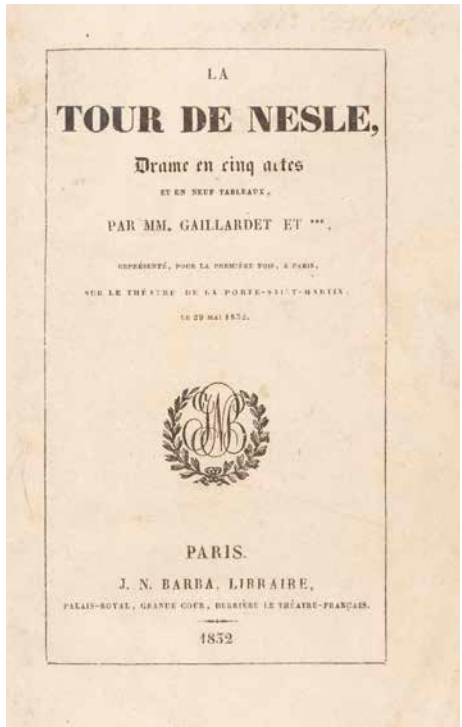 LA
TOUR DE NESLE,
Drame en cinq actes
ET EN NEUF TABLEAUX,
PAR MM. GAILLARDET ET ***.
REPRÉSENTÉ, POUR LA PREMIÈRE FOIS, A PARIS,
SUR LE THÉATRE DE LA PORTE-SAINT-MARTIN,
LE 29 MAI 1832.
PARIS.
J. N. BARBA, LIBRAIRE,
PALAIS-ROYAL, GRANDE COUR, DERRIÈRE LE THÉATRE-FRANÇAIS.
1832